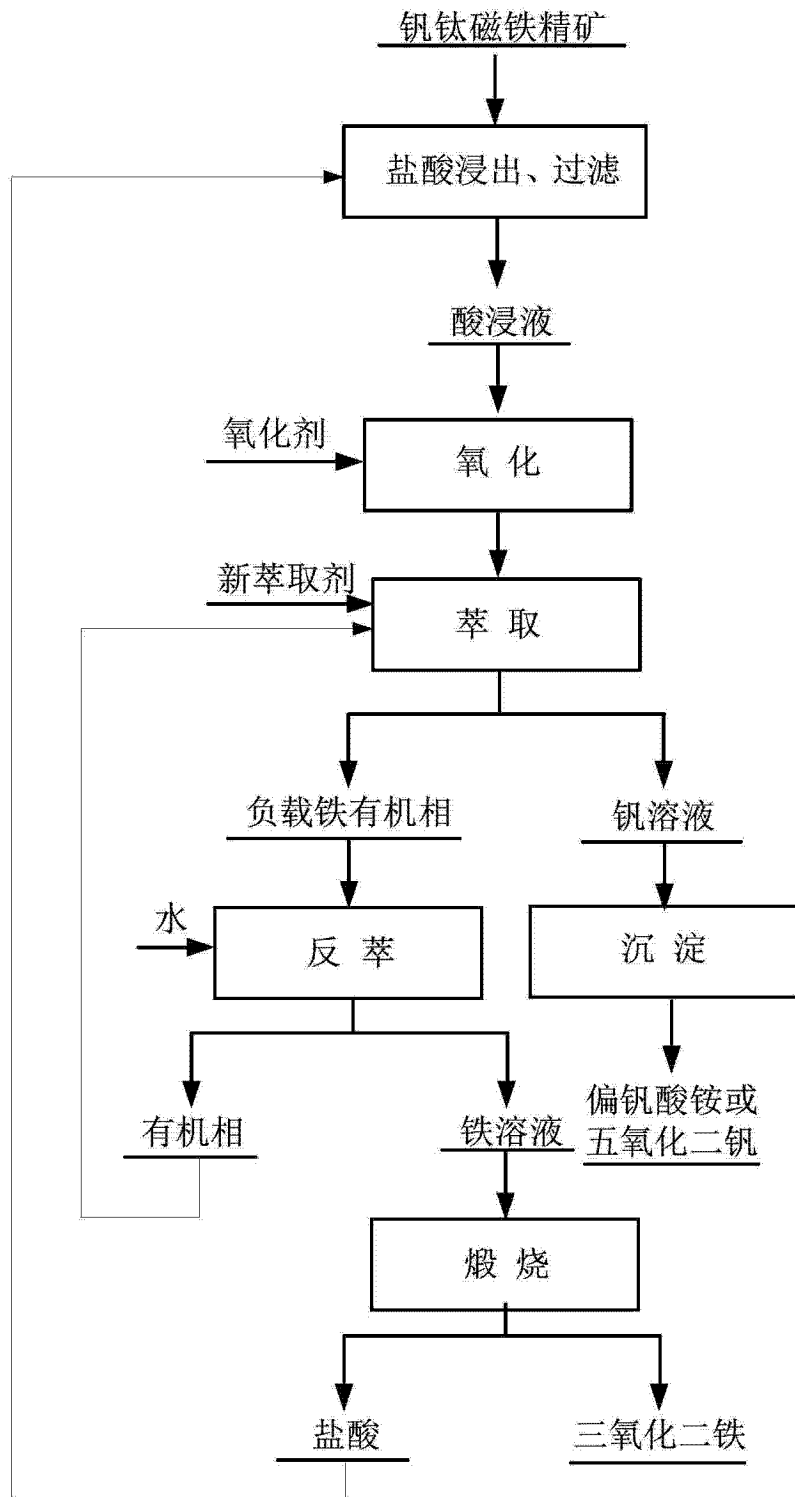 钒钛磁铁精矿
盐酸浸出、过滤
酸浸液
氧化剂
氧 化
新萃取剂
萃 取
负载铁有机相
钒溶液
水
反 萃
沉 淀
有机相
铁溶液
偏钒酸铵或
五氧化二钒
煅 烧
盐酸
三氧化二铁